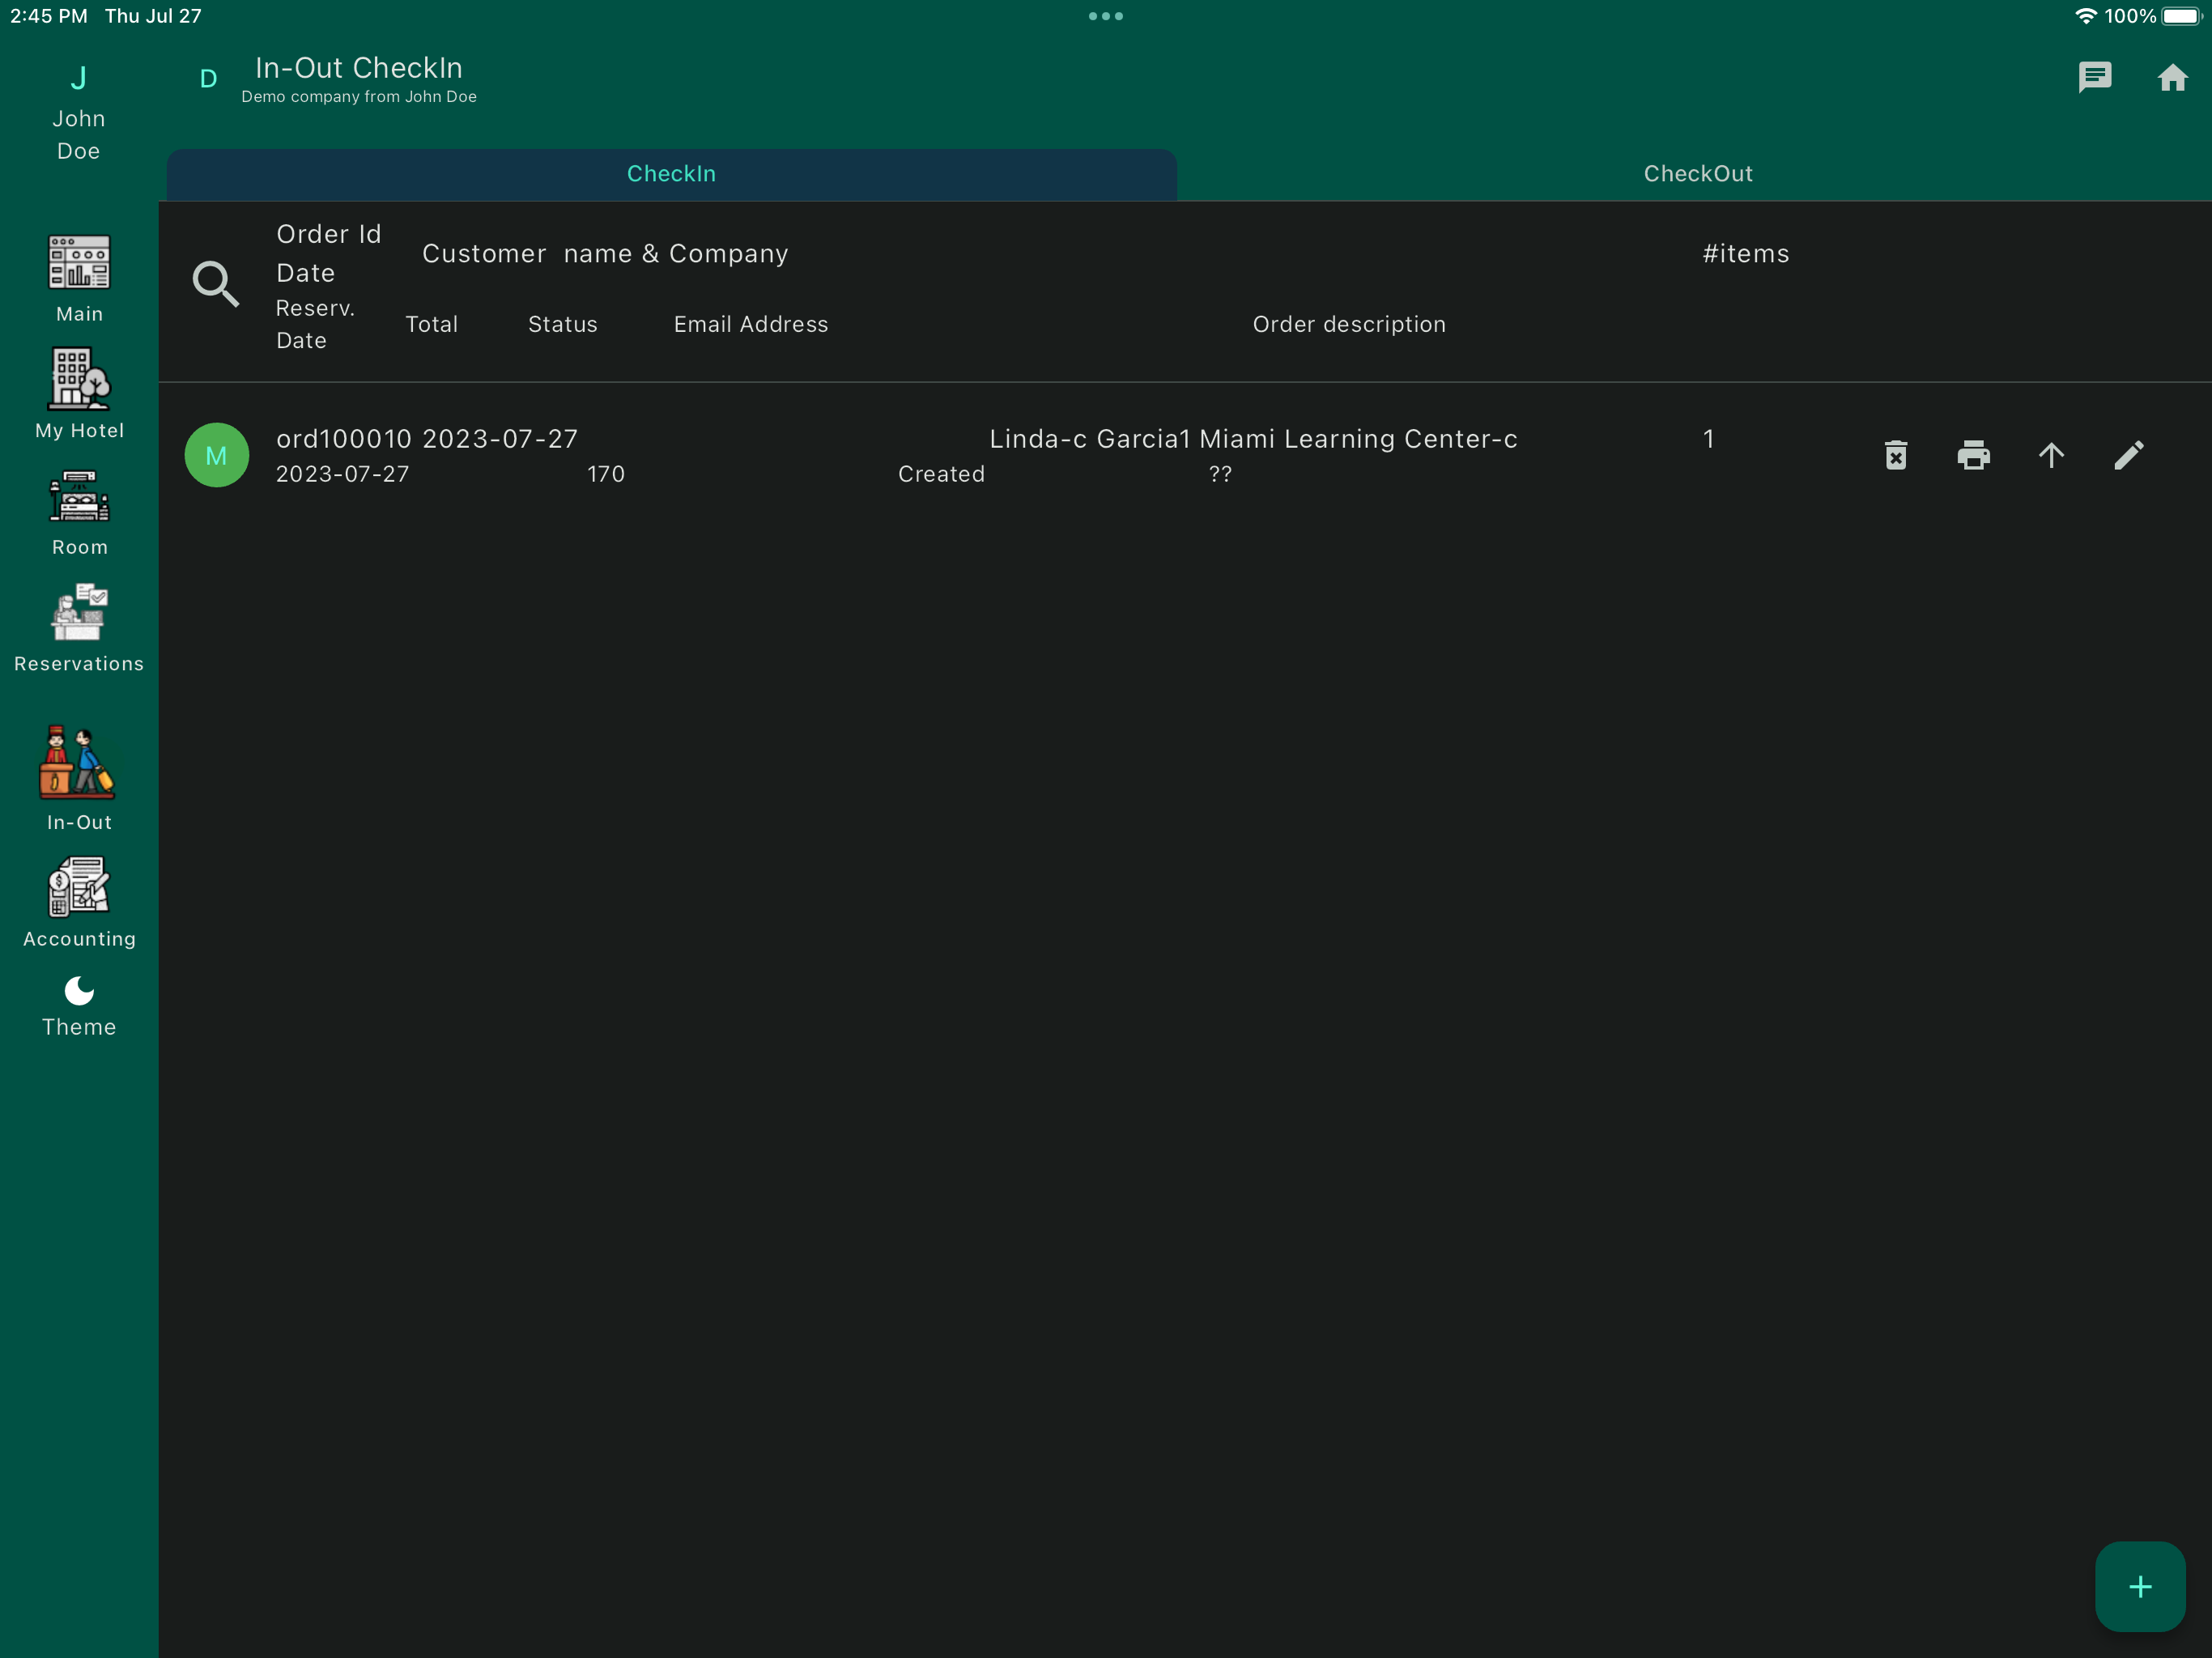 2:45 PM Thu Jul 27
100%
J
John
Doe
D
In-Out CheckIn
Demo company from John Doe
CheckIn
CheckOut
Order Id
Date
Customer name & Company
#items
Reserv.
Date
Total
Status
Email Address
Order description
M
ord100010 2023-07-27
Linda-c Garcia1 Miami Learning Center-c
1
2023-07-27
170
Created
??
Main
My Hotel
Room
Reservations
In-Out
Accounting
Theme
+